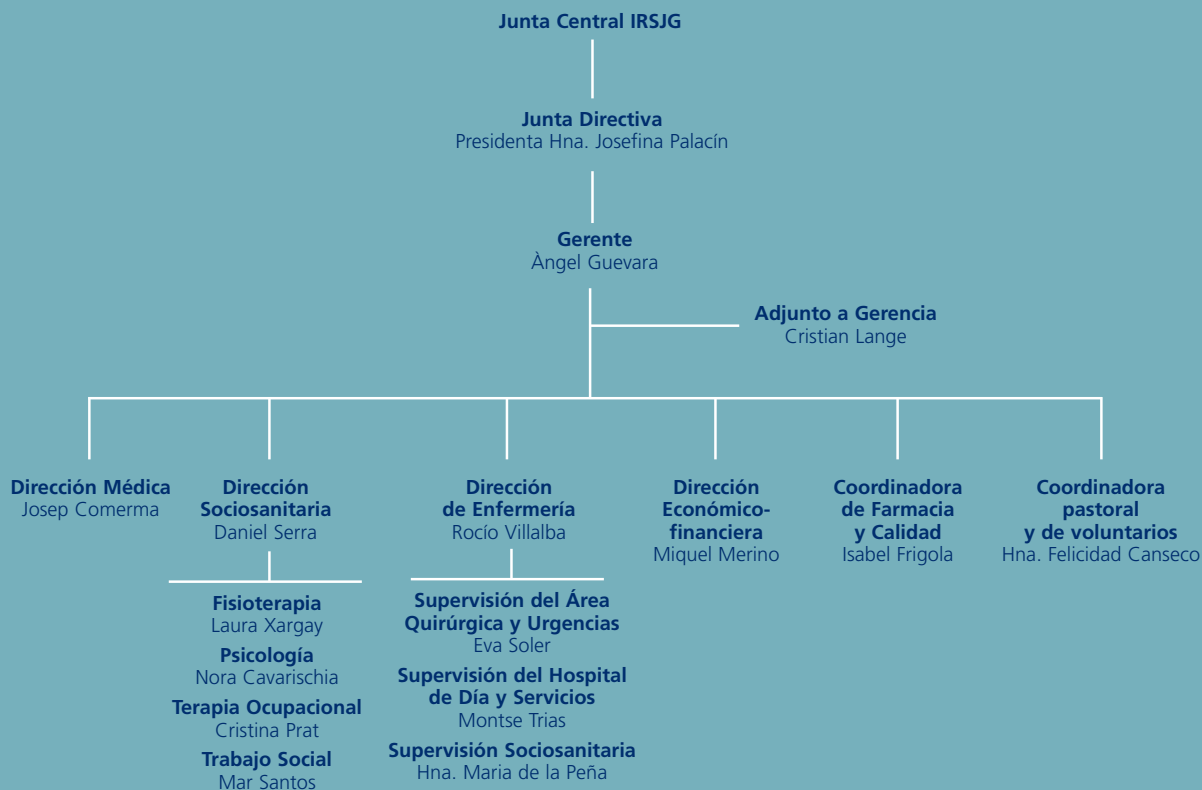 Junta Central IRSJG
Junta Directiva
Presidenta Hna. Josefina Palacín
Gerente
Àngel Guevara
Adjunto a Gerencia
Cristian Lange
Dirección Médica
Josep Comerma
Dirección
Sociosanitaria
Daniel Serra
Fisioterapia
Laura Xargay
Psicología
Nora Cavarischia
Terapia Ocupacional
Cristina Prat
Trabajo Social
Mar Santos
Dirección
de Enfermería
Rocío Villalba
Supervisión del Área
Quirúrgica y Urgencias
Eva Soler
Supervisión del Hospital
de Día y Servicios
Montse Trias
Supervisión Sociosanitaria
Hna. Maria de la Peña
Dirección
Económico-
financiera
Miquel Merino
Coordinadora
de Farmacia
y Calidad
Isabel Frigola
Coordinadora
pastoral
y de voluntarios
Hna. Felicidad Canseco